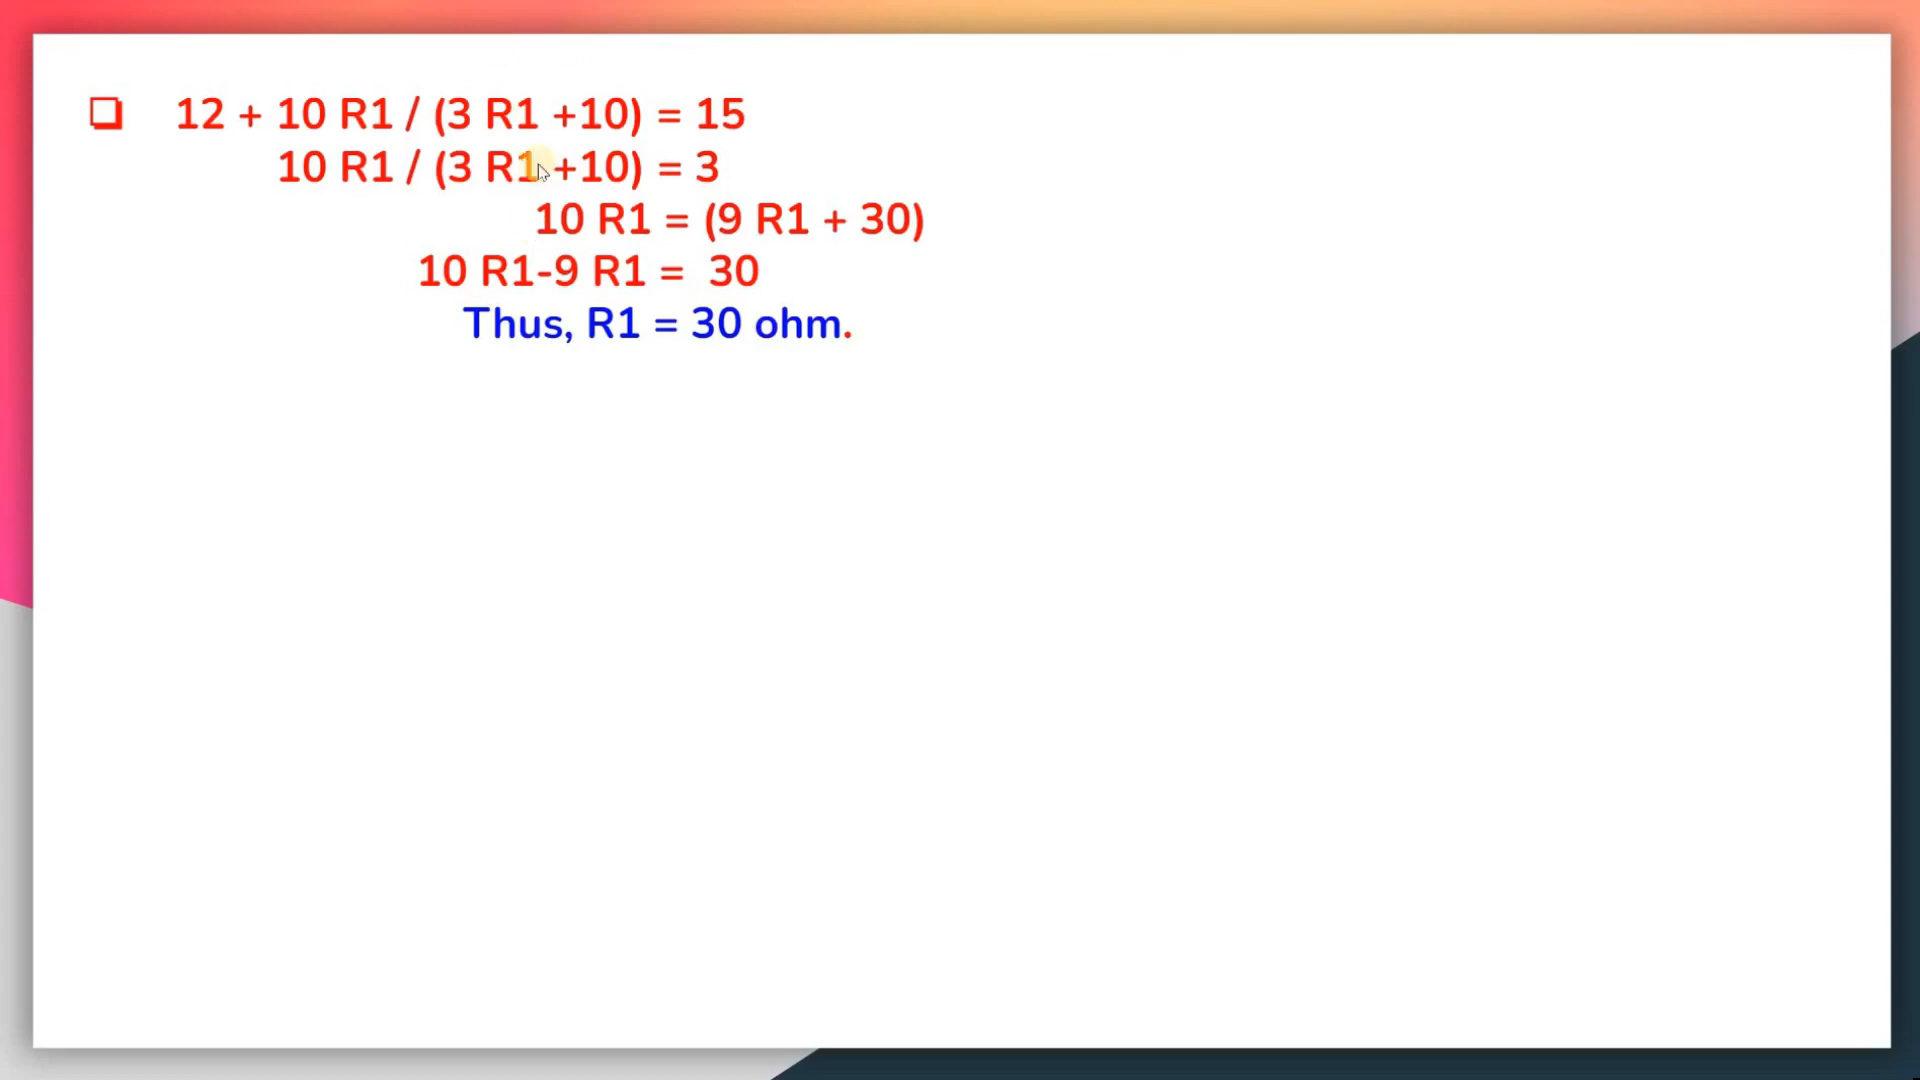 ❑ 12 + 10 R1 / (3 R1 +10) = 15
10 R1 / (3 R1 +10) = 3
10 R1 = (9 R1 + 30)
10 R1-9 R1 = 30
Thus, R1 = 30 ohm.